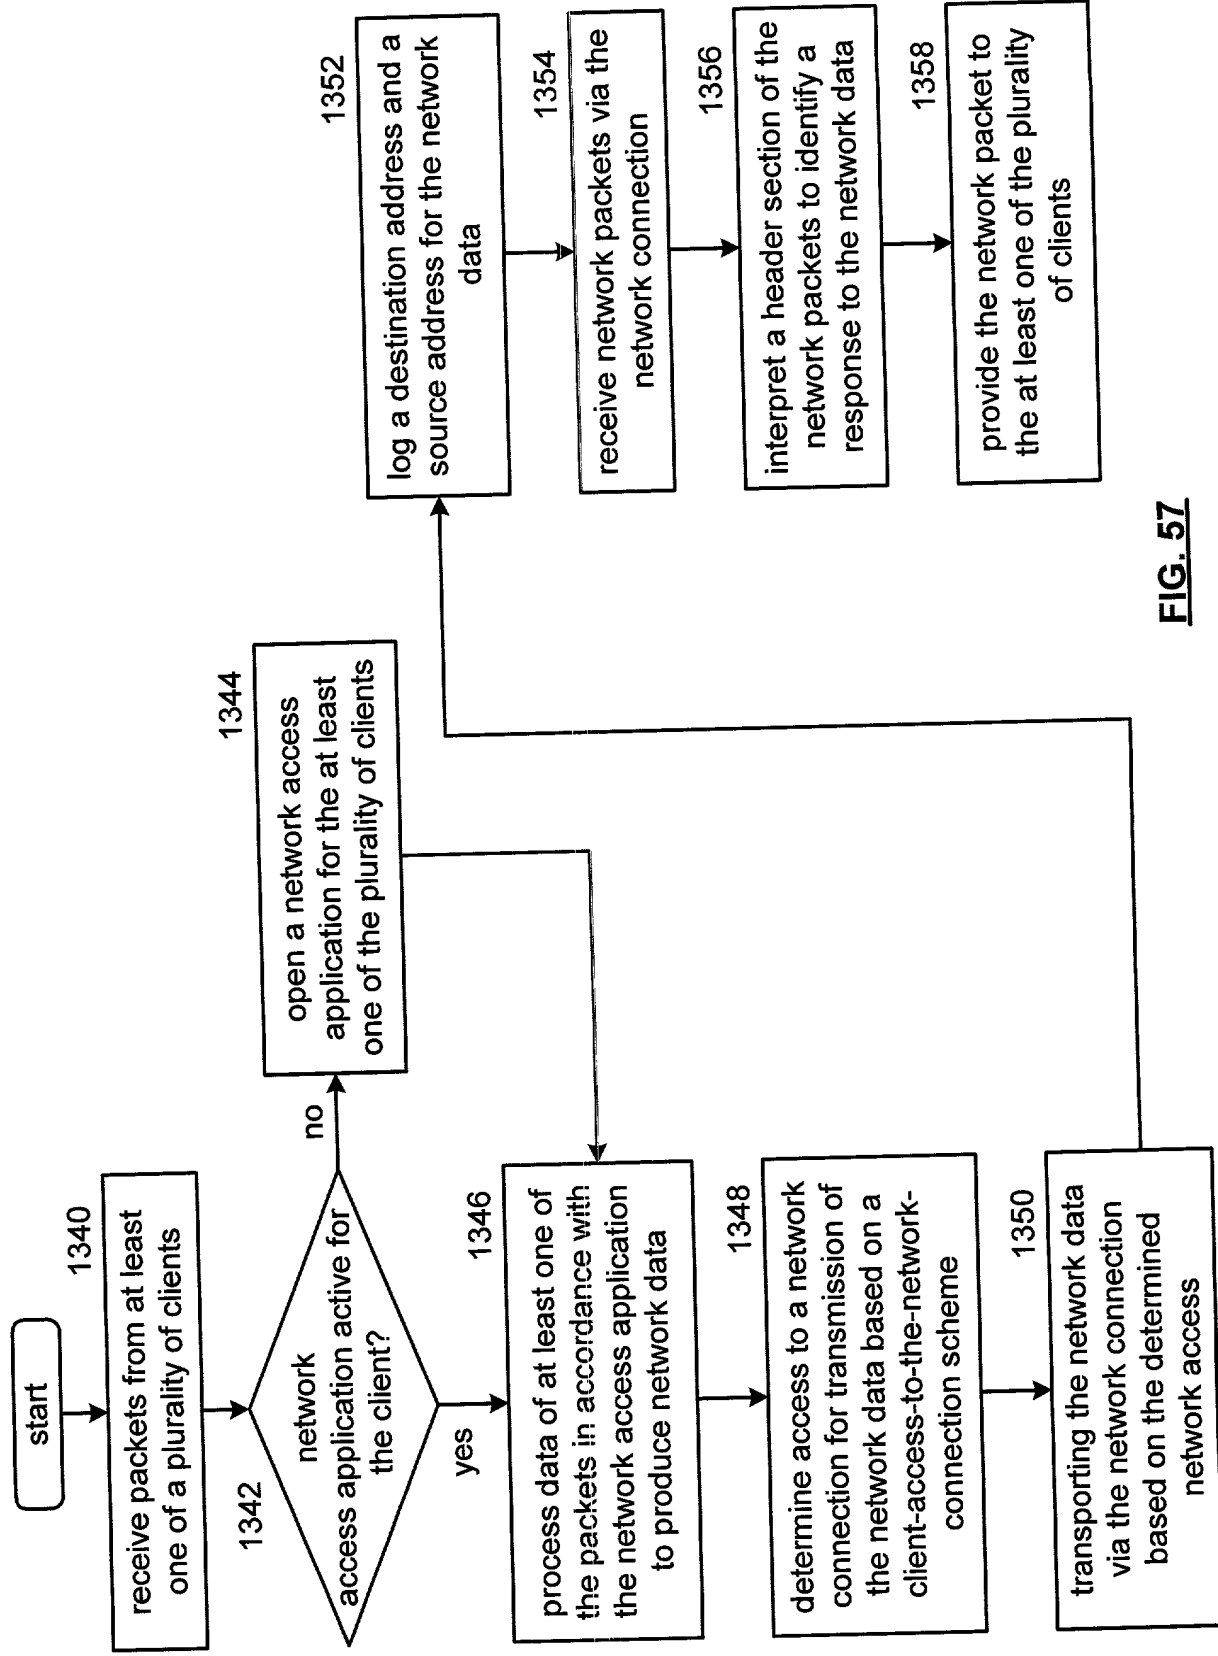 start
1340
receive packets from at least
one of a plurality of clients
1342
network
access application active for
the client?
no
yes
1344
open a network access
application for the at least
one of the plurality of clients
1346
process data of at least one of
the packets in accordance with
the network access application
to produce network data
1348
determine access to a network
connection for transmission of
the network data based on a
client-access-to-the-network-
connection scheme
1350
transporting the network data
via the network connection
based on the determined
network access
1352
log a destination address and a
source address for the network
data
1354
receive network packets via the
network connection
1356
interpret a header section of the
network packets to identify a
response to the network data
1358
provide the network packet to
the at least one of the plurality
of clients
FIG. 57